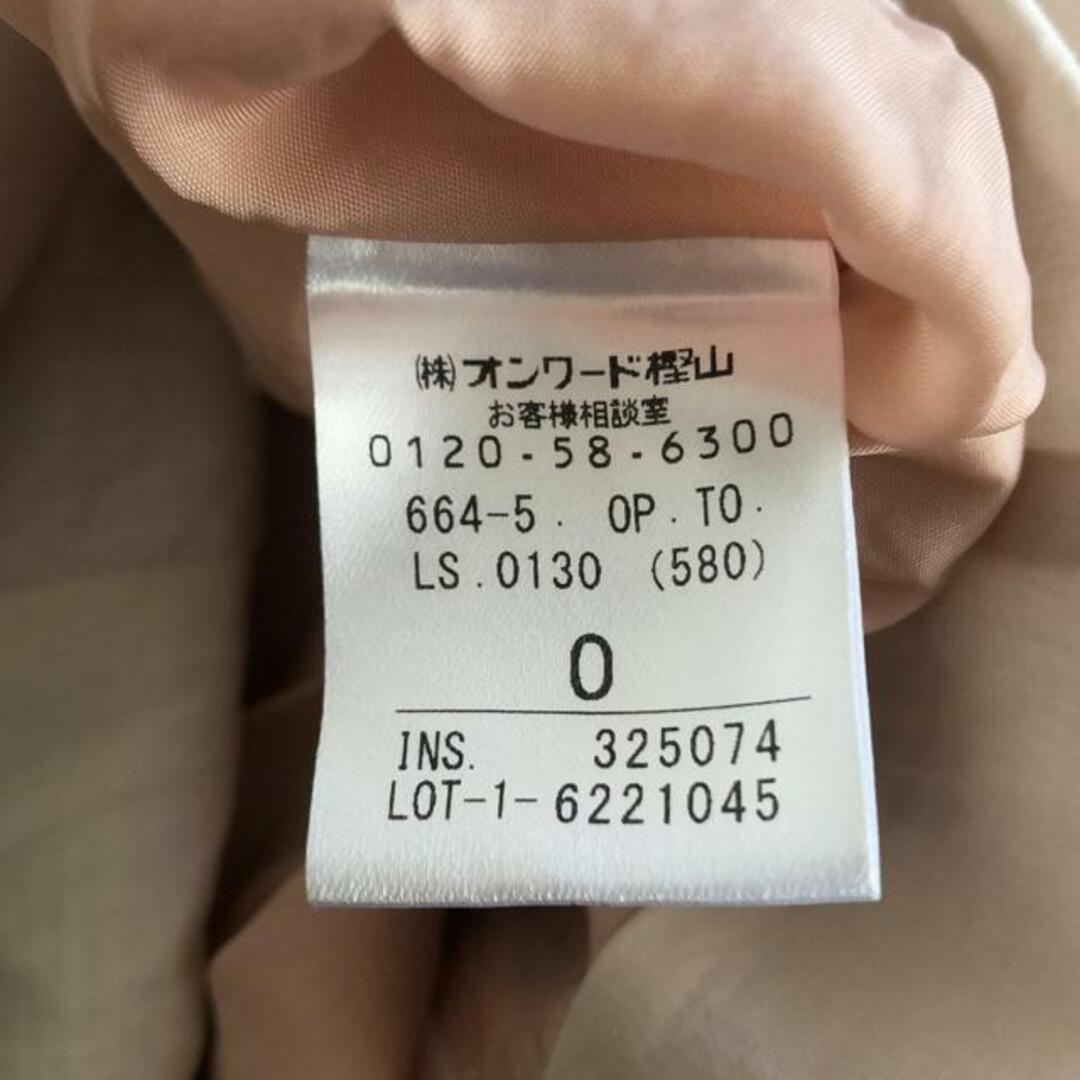 (株)オンワード樫山
お客様相談室
0120-58-6300
664-5. OP.TO.
LS.0130 (580)
0
INS. 325074
LOT-1-6221045